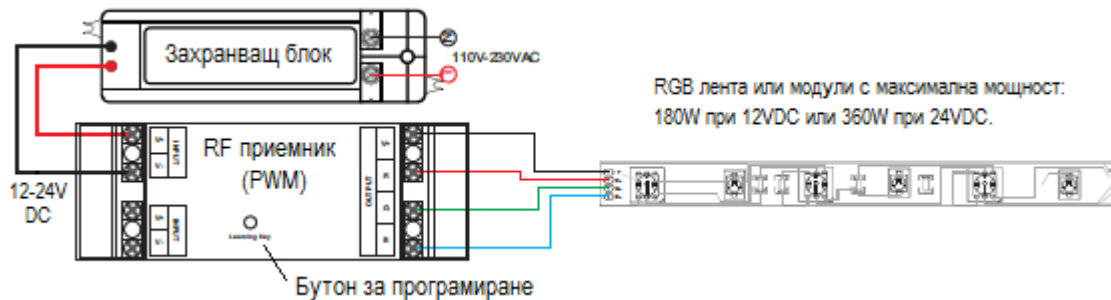 Захранващ блок
N
110V-230VAC
L
RGB лента или модули с максимална мощност:
180W при 12VDC или 360W при 24VDC.
V+
V-
INPUT
RF приемник
(PWM)
OUTPUT
V+
R
G
B
12-24V
DC
V+
V-
INPUT
Learning Key
Бутон за програмиране